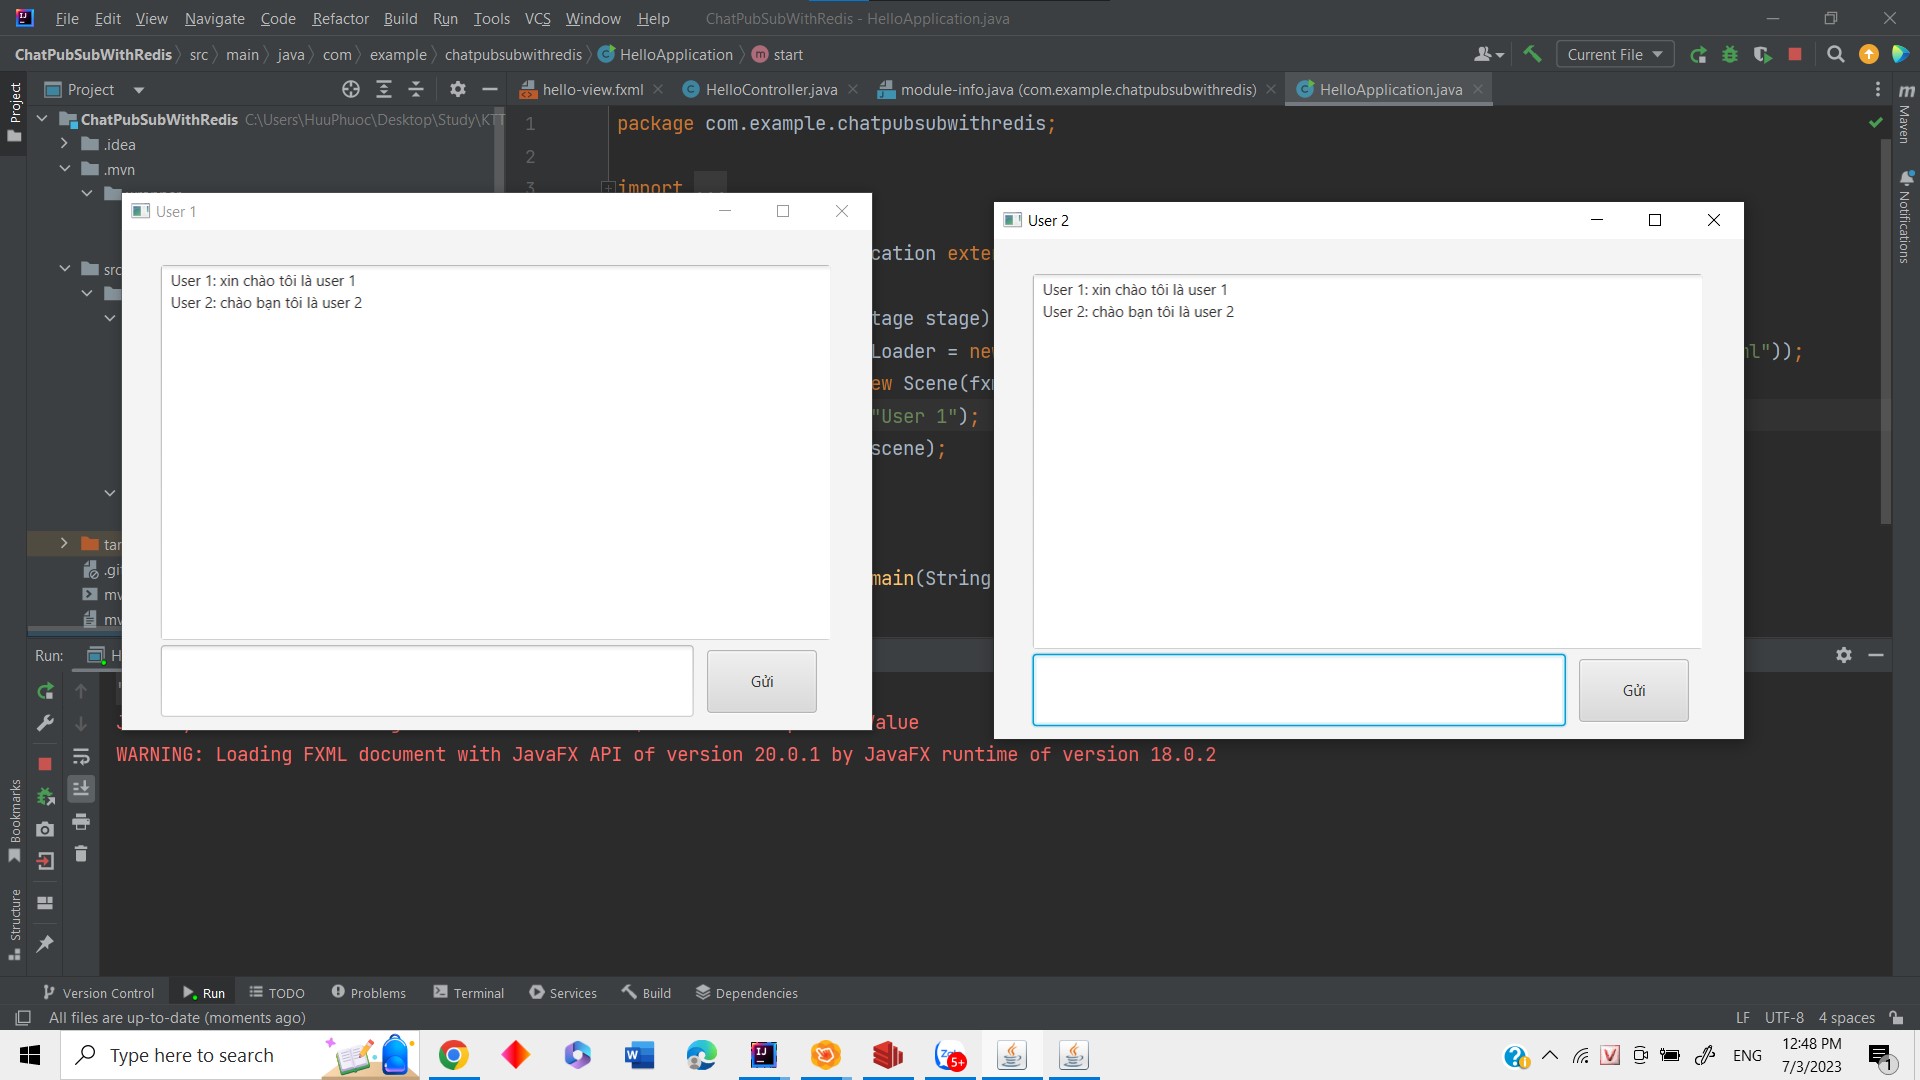 File Edit View Navigate Code Refactor Build Run Tools VCS Window Help ChatPubSubWithRedis - HelloApplication.java
ChatPubSubWithRedis src main java com example chatpubsubwithredis HelloApplication start Current File
Project
Project
hello-view.fxml HelloController.java module-info.java (com.example.chatpubsubwithredis) HelloApplication.java
Maven
Notifications
ChatPubSubWithRedis C:\Users\HuuPhuoc\Desktop\Study\KTT
.idea
.mvn
src
tar
.gi
mv
mv
1 package com.example.chatpubsubwithredis;
2
3 import ...
cation exte
tage stage)
Loader = new l"));
ew Scene(fxm
"User 1");
scene);
main(String
User 1
User 1: xin chào tôi là user 1
User 2: chào bạn tôi là user 2
Gửi
User 2
User 1: xin chào tôi là user 1
User 2: chào bạn tôi là user 2
Gửi
Run: H
Value
WARNING: Loading FXML document with JavaFX API of version 20.0.1 by JavaFX runtime of version 18.0.2
Bookmarks
Structure
Version Control Run TODO Problems Terminal Services Build Dependencies
All files are up-to-date (moments ago) LF UTF-8 4 spaces
Type here to search
5+
ENG
12:48 PM
7/3/2023
1